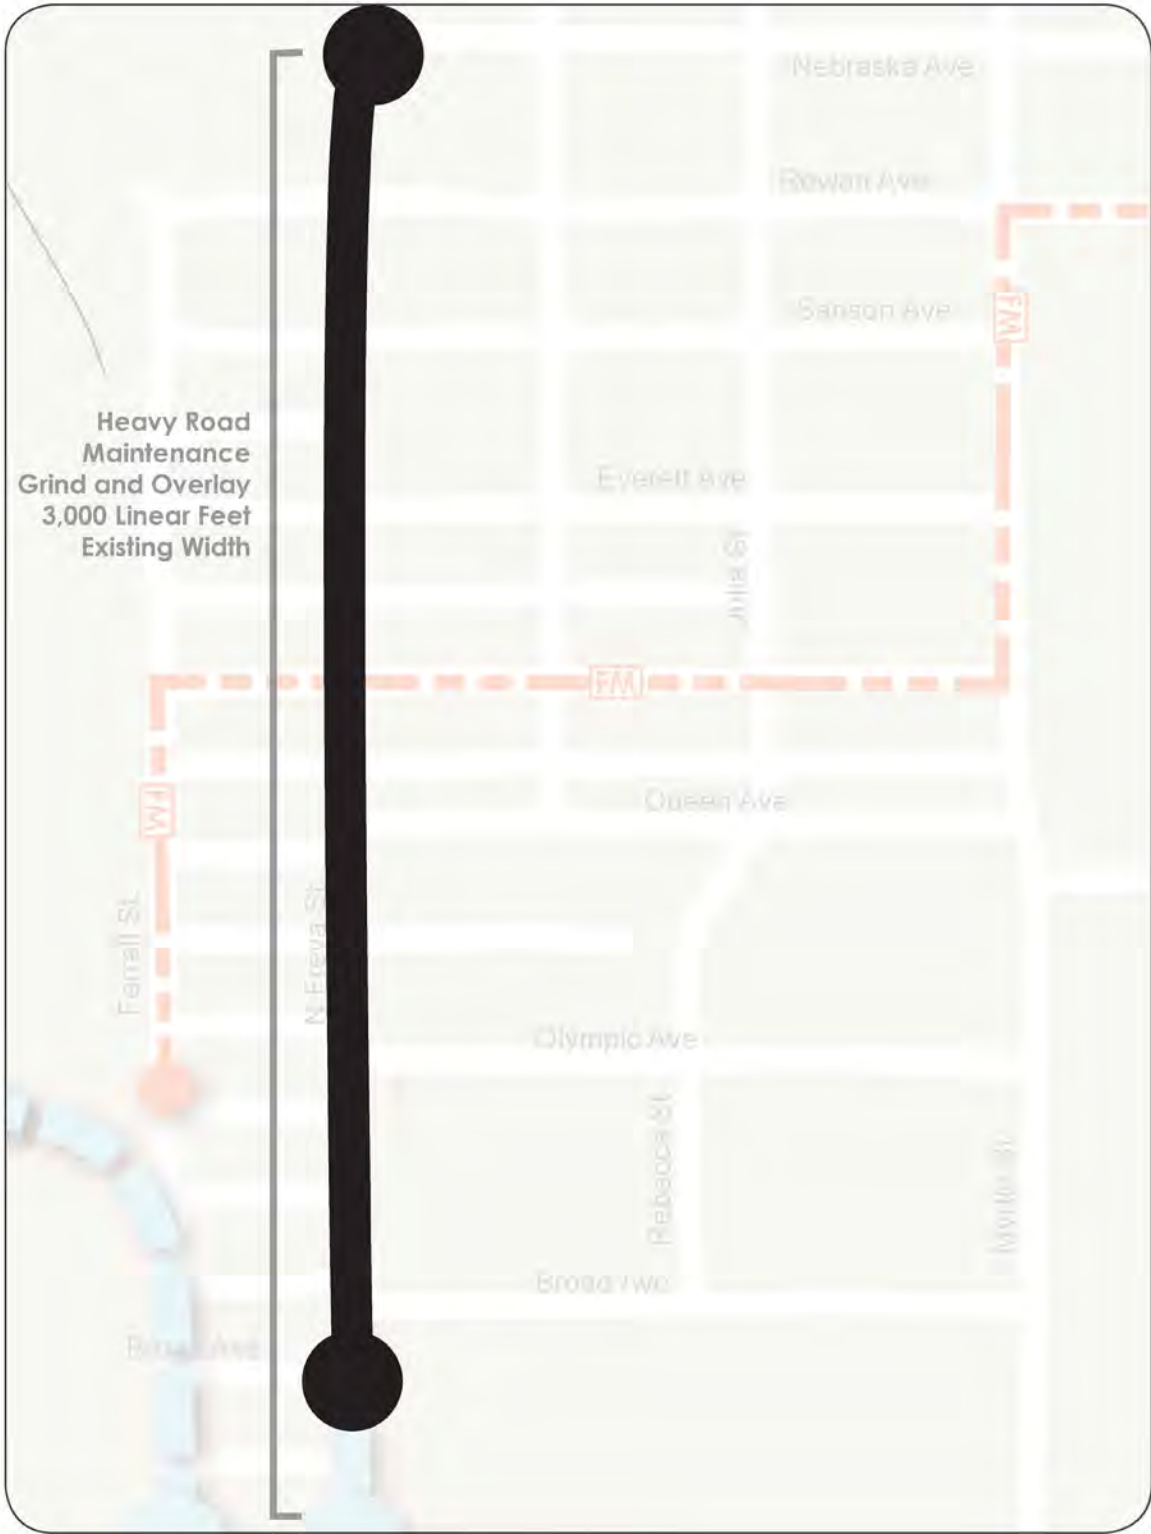 Nebraska Ave
Rowan Ave
Sanson Ave
FM
Heavy Road
Maintenance
Grind and Overlay
3,000 Linear Feet
Existing Width
Everett Ave
Julia St
FM
FM
Queen Ave
Ferrall St.
N Freya St.
Olympic Ave
Rebecca St.
Myrtle St
Broad Ave
Ave